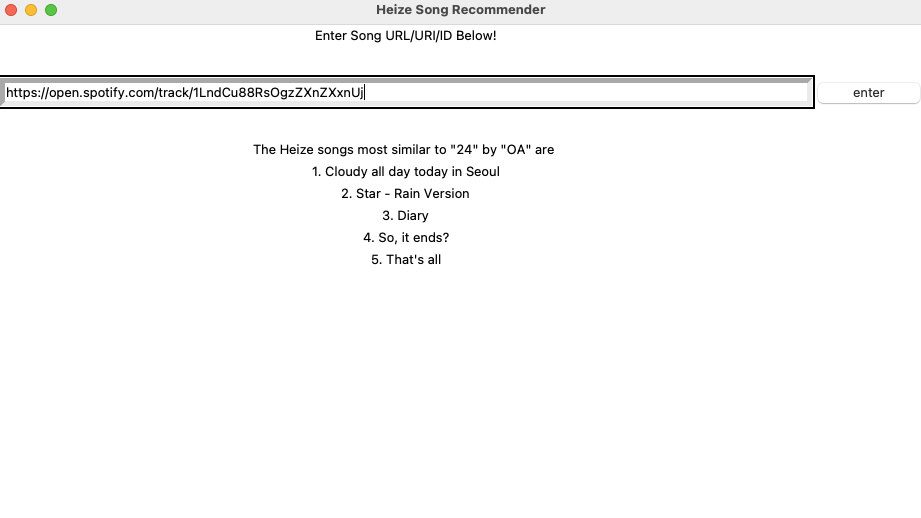 Heize Song Recommender
Enter Song URL/URI/ID Below!
https://open.spotify.com/track/1LndCu88RsOgzZXnZXxnUj
enter
The Heize songs most similar to "24" by "OA" are
1. Cloudy all day today in Seoul
2. Star - Rain Version
3. Diary
4. So, it ends?
5. That's all